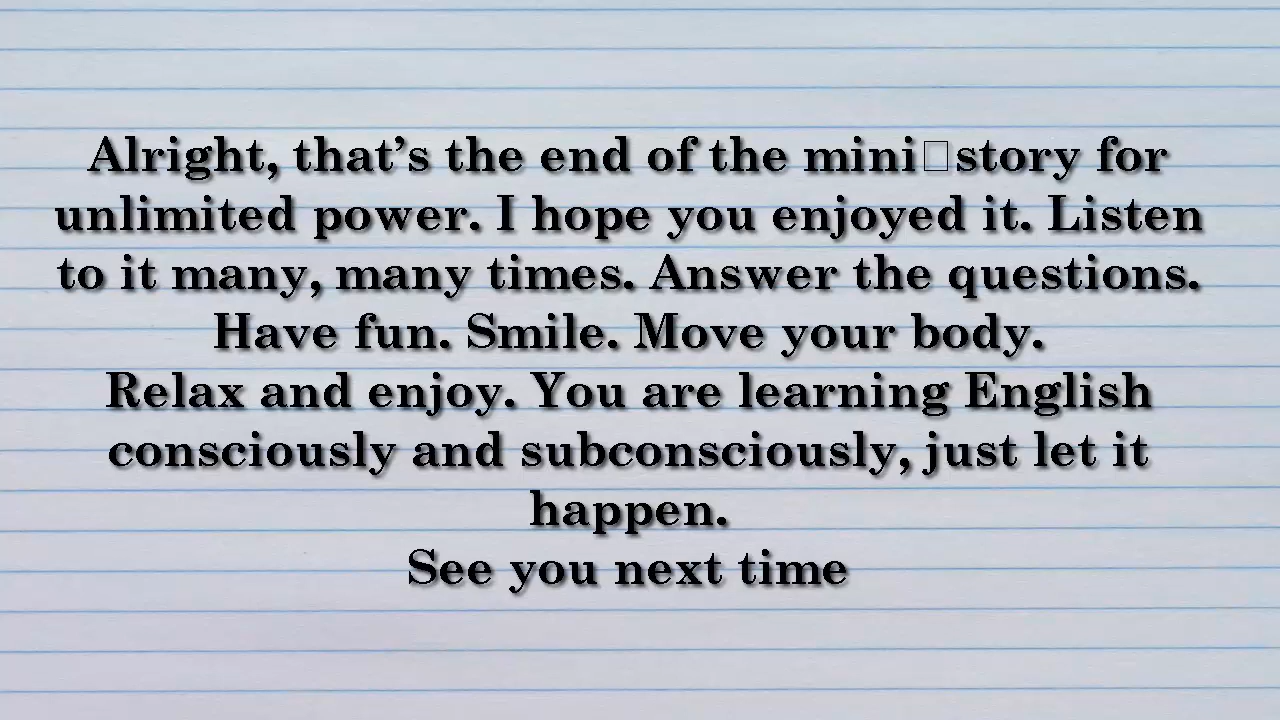 Alright, that’s the end of the mini□story for
unlimited power. I hope you enjoyed it. Listen
to it many, many times. Answer the questions.
Have fun. Smile. Move your body.
Relax and enjoy. You are learning English
consciously and subconsciously, just let it
happen.
See you next time